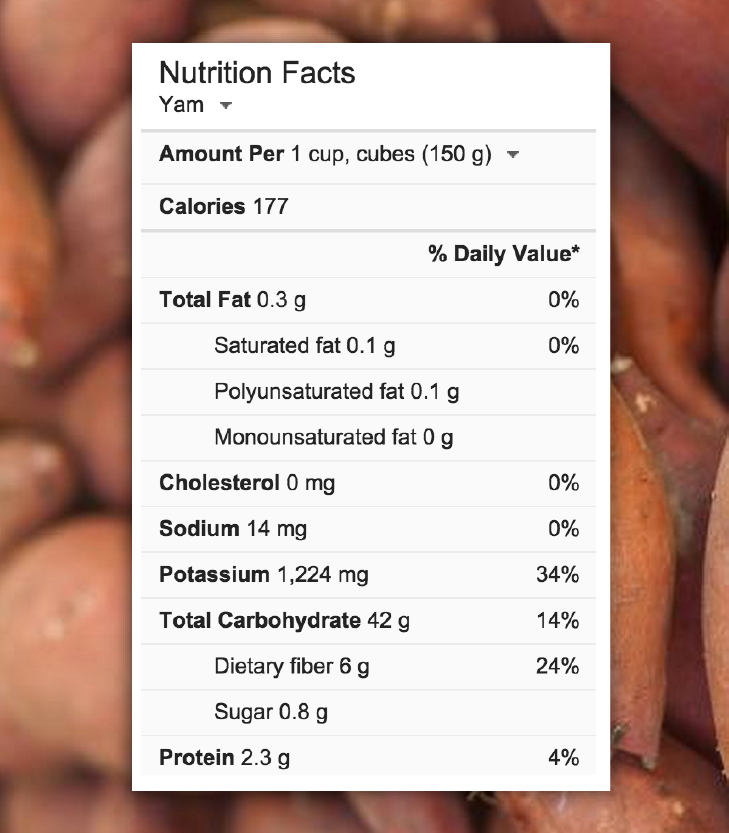 Nutrition Facts
Yam
Amount Per 1 cup, cubes (150 g)
Calories 177
% Daily Value*
Total Fat 0.3 g 0%
Saturated fat 0.1 g 0%
Polyunsaturated fat 0.1 g
Monounsaturated fat 0 g
Cholesterol 0 mg 0%
Sodium 14 mg 0%
Potassium 1,224 mg 34%
Total Carbohydrate 42 g 14%
Dietary fiber 6 g 24%
Sugar 0.8 g
Protein 2.3 g 4%